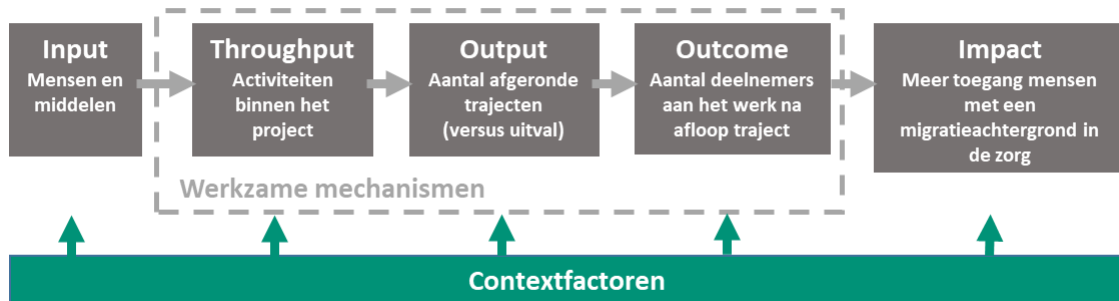 Input
Mensen en
middelen
Throughput
Activiteiten
binnen het
project
Output
Aantal afgeronde
trajecten
(versus uitval)
Outcome
Aantal deelnemers
aan het werk na
afloop traject
Impact
Meer toegang mensen
met een
migratieachtergrond in
de zorg
Werkzame mechanismen
Contextfactoren